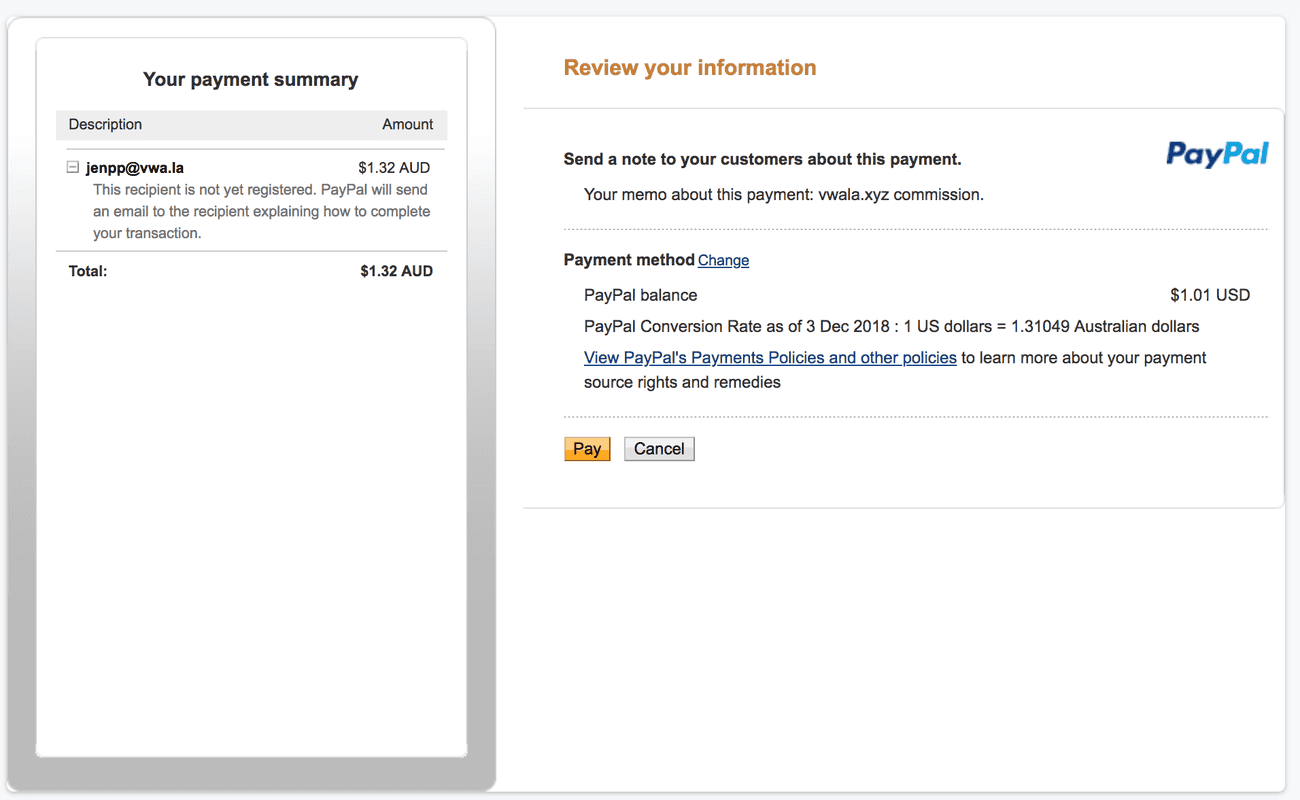 Your payment summary
Description Amount
jenpp@vwa.la $1.32 AUD
This recipient is not yet registered. PayPal will send
an email to the recipient explaining how to complete
your transaction.
Total: $1.32 AUD
Review your information
PayPal
Send a note to your customers about this payment.
Your memo about this payment: vwala.xyz commission.
Payment method Change
PayPal balance $1.01 USD
PayPal Conversion Rate as of 3 Dec 2018 : 1 US dollars = 1.31049 Australian dollars
View PayPal's Payments Policies and other policies to learn more about your payment
source rights and remedies
Pay Cancel